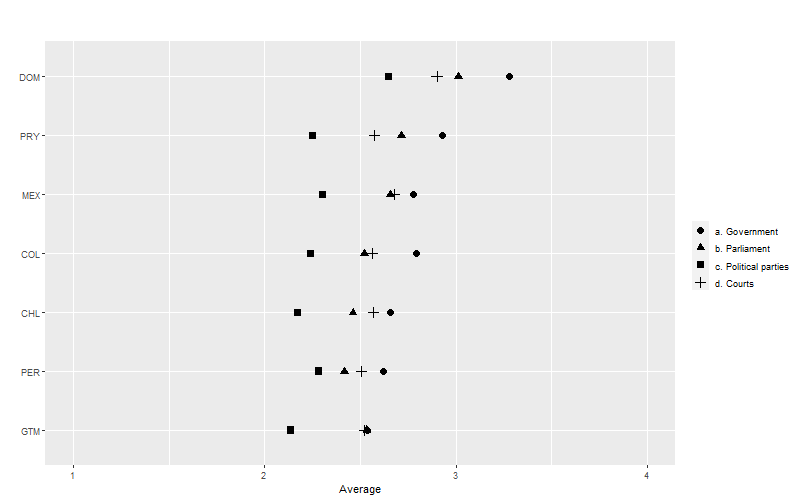 DOM
PRY
MEX
COL
CHL
PER
GTM
1 2 3 4
Average
a. Government
b. Parliament
c. Political parties
d. Courts